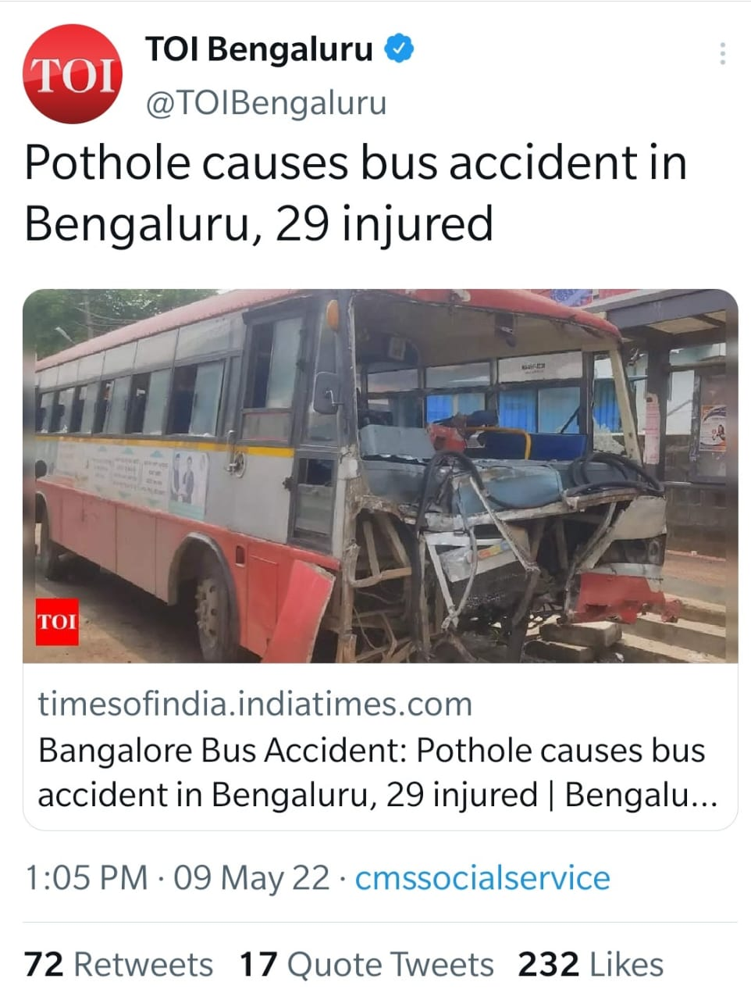 TOI
TOI Bengaluru
@TOIBengaluru
Pothole causes bus accident in
Bengaluru, 29 injured
TOI
timesofindia.indiatimes.com
Bangalore Bus Accident: Pothole causes bus
accident in Bengaluru, 29 injured | Bengalu...
1:05 PM · 09 May 22 · cmssocialservice
72 Retweets 17 Quote Tweets 232 Likes